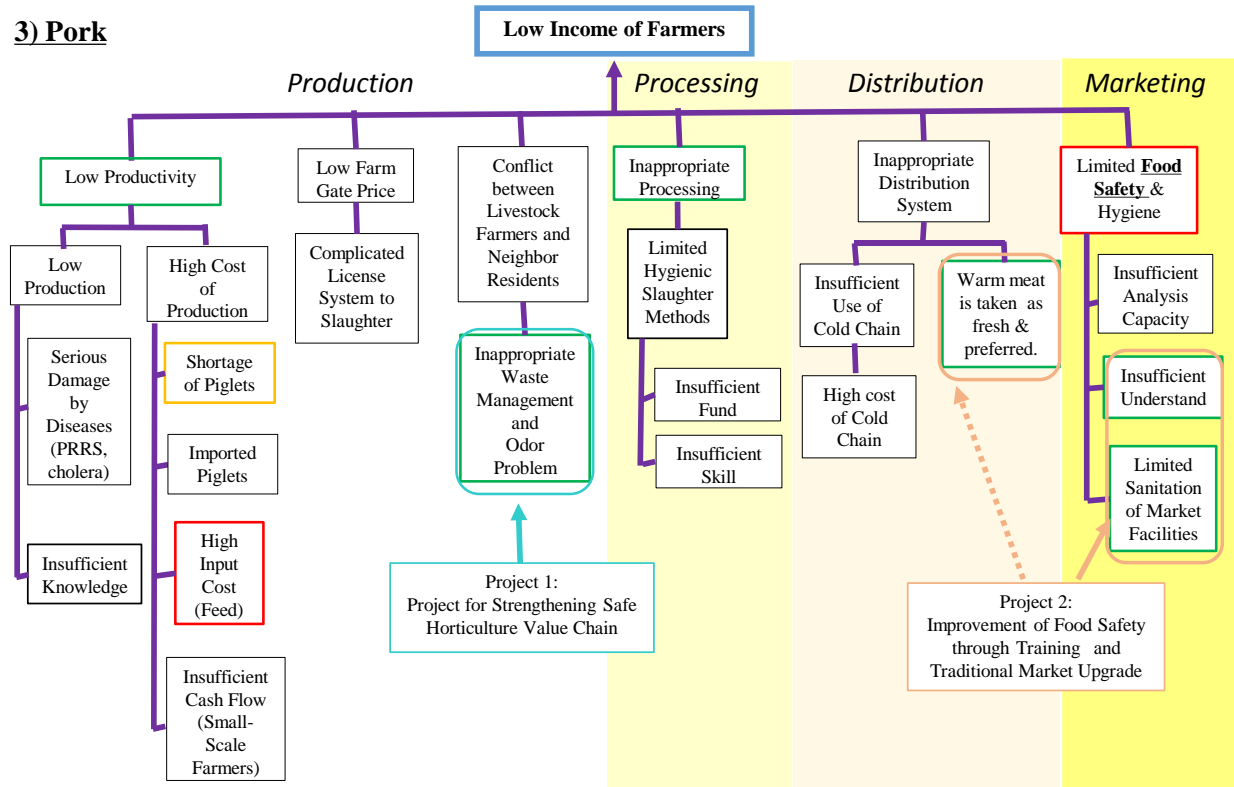 3) Pork
Low Income of Farmers
Production
Processing
Distribution
Marketing
Low Productivity
Low
Production
Serious
Damage
by
Diseases
(PRRS,
cholera)
Insufficient
Knowledge
High Cost
of
Production
Shortage
of Piglets
Imported
Piglets
High
Input
Cost
(Feed)
Insufficient
Cash Flow
(Small-
Scale
Farmers)
Low Farm
Gate Price
Complicated
License
System to
Slaughter
Conflict
between
Livestock
Farmers and
Neighbor
Residents
Inappropriate
Waste
Management
and
Odor
Problem
Project 1:
Project for Strengthening Safe
Horticulture Value Chain
Inappropriate
Processing
Limited
Hygienic
Slaughter
Methods
Insufficient
Fund
Insufficient
Skill
Inappropriate
Distribution
System
Insufficient
Use of
Cold Chain
High cost
of Cold
Chain
Warm meat
is taken as
fresh &
preferred.
Limited Food
Safety &
Hygiene
Insufficient
Analysis
Capacity
Insufficient
Understand
Limited
Sanitation
of Market
Facilities
Project 2:
Improvement of Food Safety
through Training and
Traditional Market Upgrade